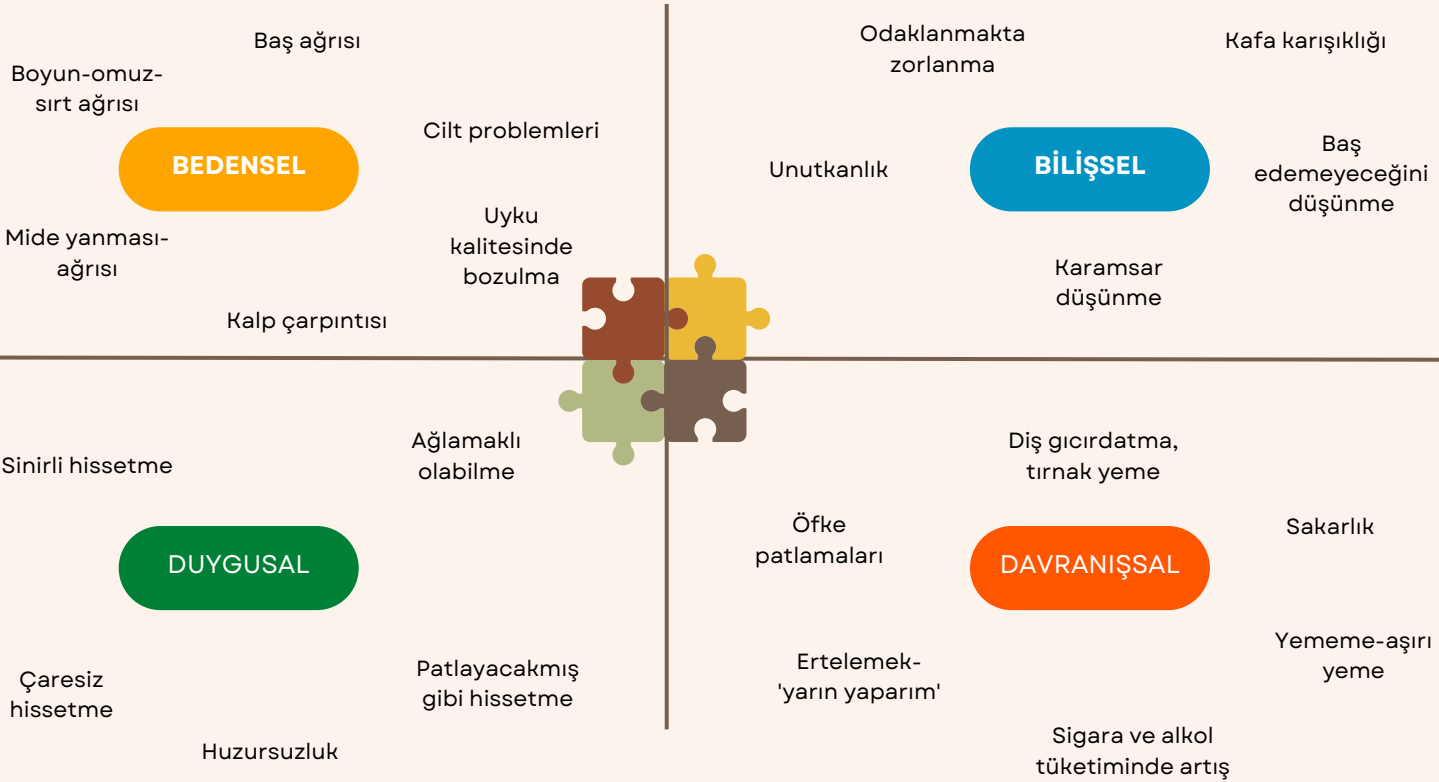 Baş ağrısı
Boyun-omuz-
sırt ağrısı
Cilt problemleri
BEDENSEL
Uyku
kalitesinde
bozulma
Mide yanması-
ağrısı
Kalp çarpıntısı
Odaklanmakta
zorlanma
Kafa karışıklığı
Unutkanlık
BİLİŞSEL
Baş
edemeyeceğini
düşünme
Karamsar
düşünme
Ağlamaklı
olabilme
Sinirli hissetme
DUYGUSAL
Çaresiz
hissetme
Patlayacakmış
gibi hissetme
Huzursuzluk
Diş gıcırdatma,
tırnak yeme
Öfke
patlamaları
Sakarlık
DAVRANIŞSAL
Yememe-aşırı
yeme
Ertelemek-
'yarın yaparım'
Sigara ve alkol
tüketiminde artış